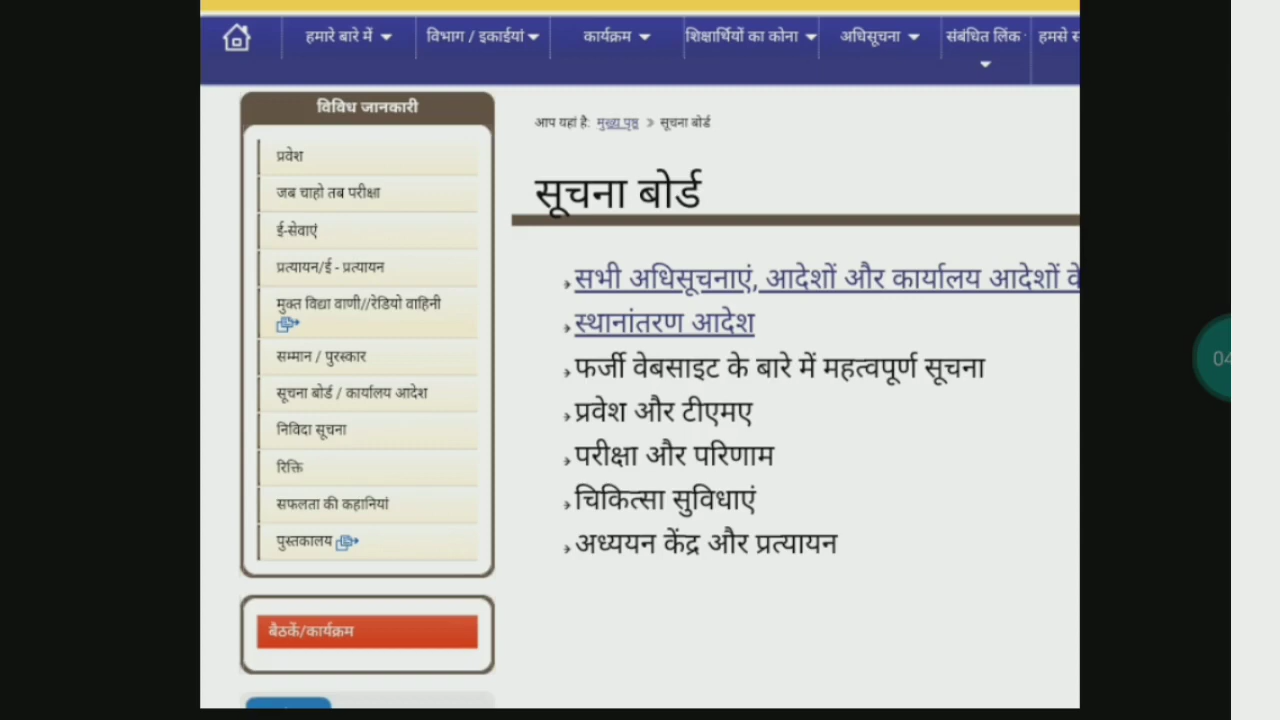 हमारे बारे में
विभाग / इकाईयां
कार्यक्रम
शिक्षार्थियों का कोना
अधिसूचना
संबंधित लिंक
हमसे
विविध जानकारी
प्रवेश
जब चाहो तब परीक्षा
ई-सेवाएं
प्रत्यायन/ई - प्रत्यायन
मुक्त विद्या वाणी//रेडियो वाहिनी
सम्मान / पुरस्कार
सूचना बोर्ड / कार्यालय आदेश
निविदा सूचना
रिक्ति
सफलता की कहानियां
पुस्तकालय
बैठकें/कार्यक्रम
आप यहां है: मुख्य पृष्ठ » सूचना बोर्ड
सूचना बोर्ड
सभी अधिसूचनाएं, आदेशों और कार्यालय आदेशों के
स्थानांतरण आदेश
फर्जी वेबसाइट के बारे में महत्वपूर्ण सूचना
प्रवेश और टीएमए
परीक्षा और परिणाम
चिकित्सा सुविधाएं
अध्ययन केंद्र और प्रत्यायन
04